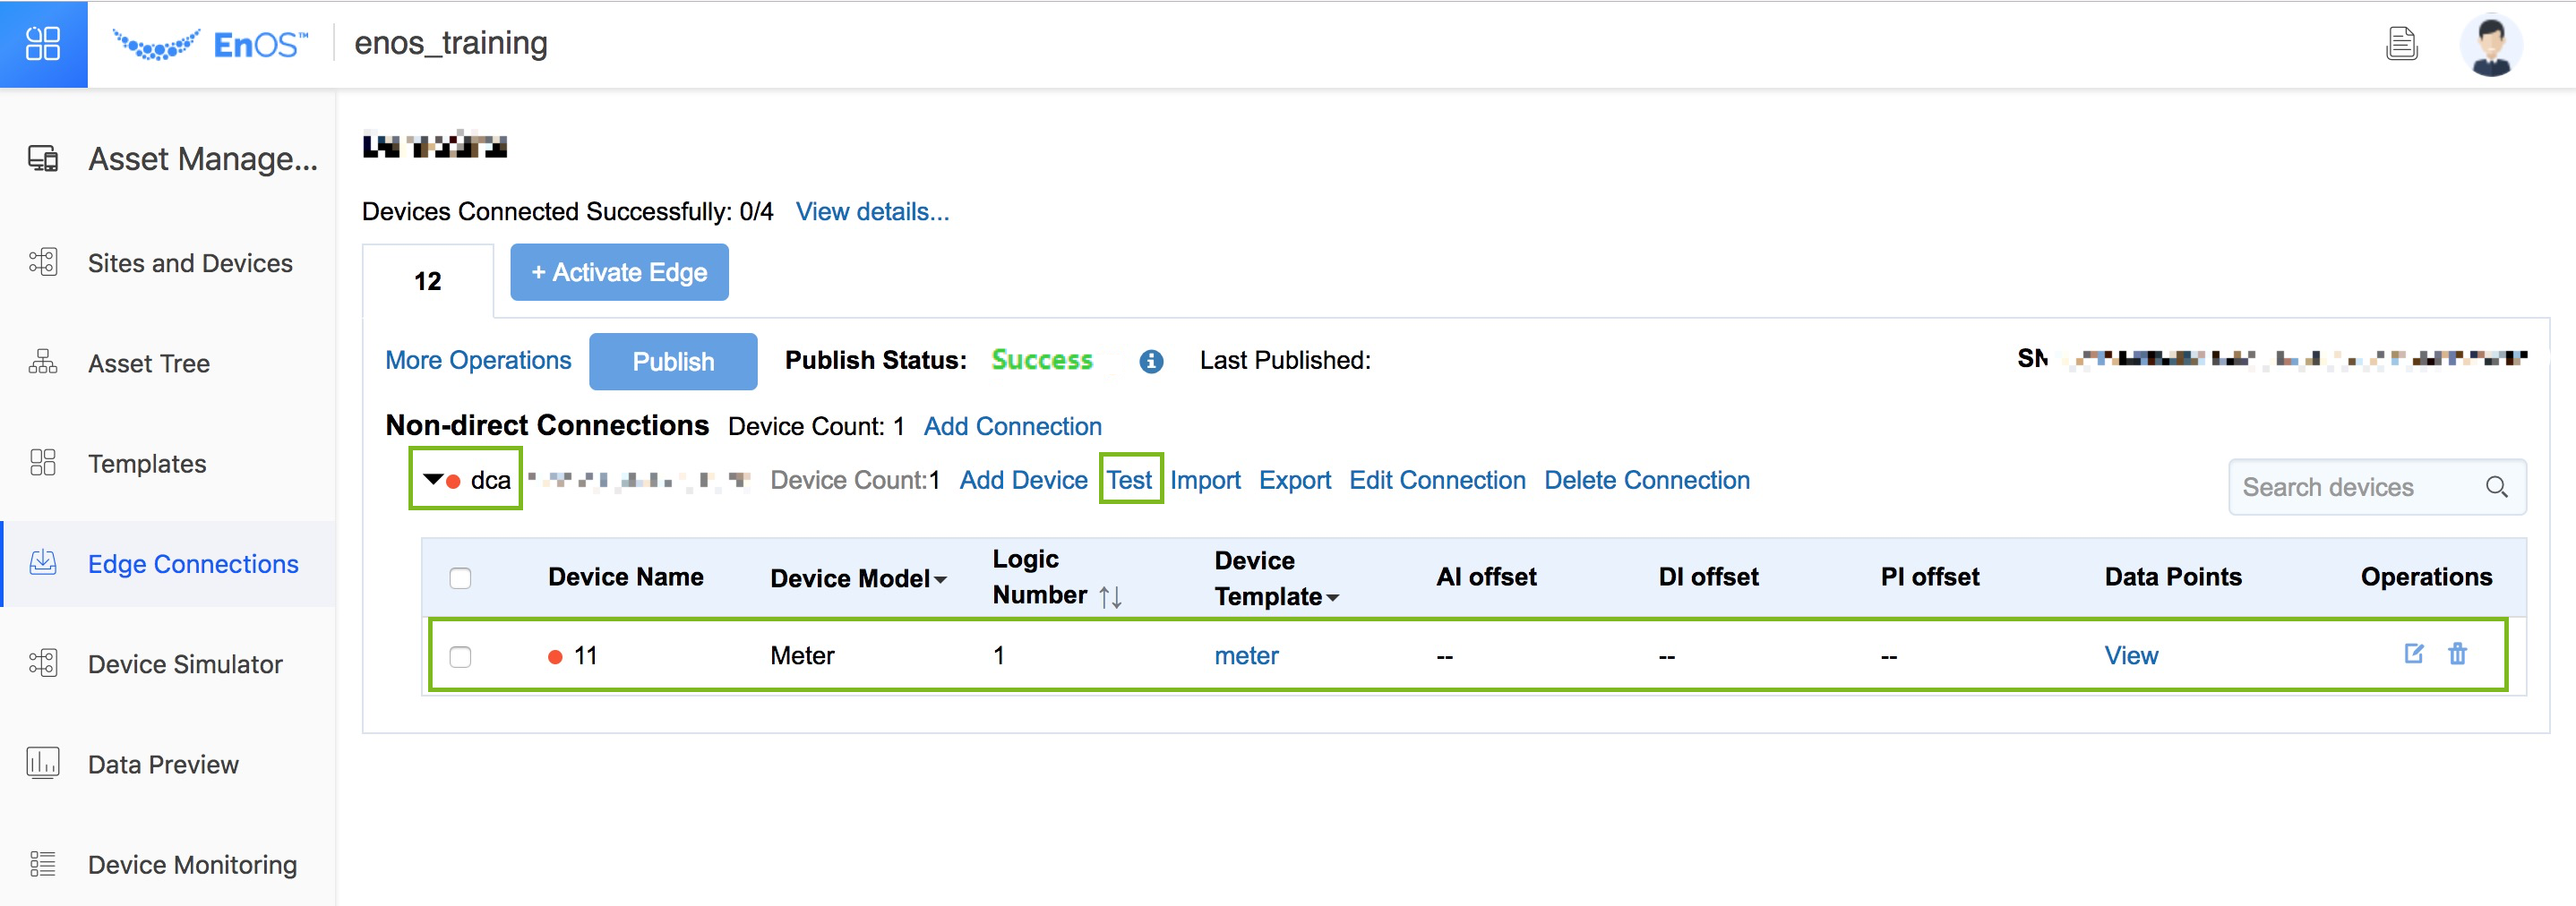 EnOS™ enos_training
Asset Manage...
Sites and Devices
Asset Tree
Templates
Edge Connections
Device Simulator
Data Preview
Device Monitoring
Devices Connected Successfully: 0/4 View details...
12 + Activate Edge
More Operations Publish Publish Status: Success Last Published: SN
Non-direct Connections Device Count: 1 Add Connection
dca Device Count:1 Add Device Test Import Export Edit Connection Delete Connection Search devices
Device Name Device Model Logic Number Device Template AI offset DI offset PI offset Data Points Operations
11 Meter 1 meter -- -- -- View